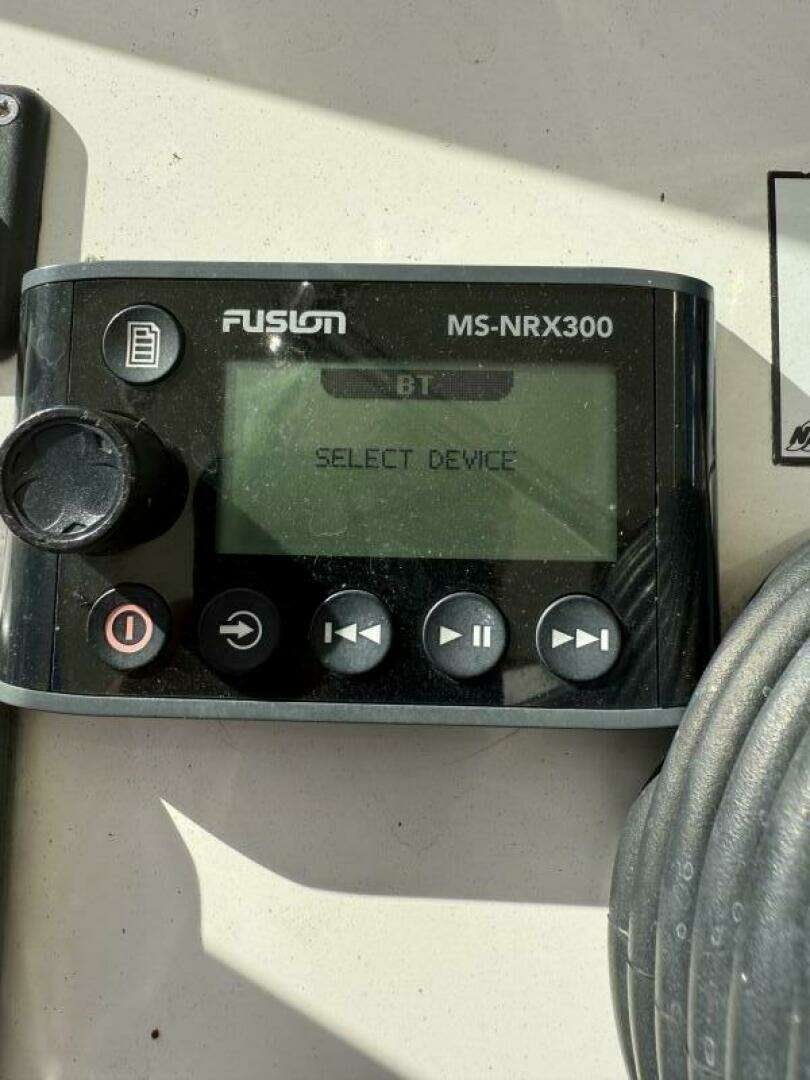 FUSION
MS-NRX300
BT
SELECT DEVICE